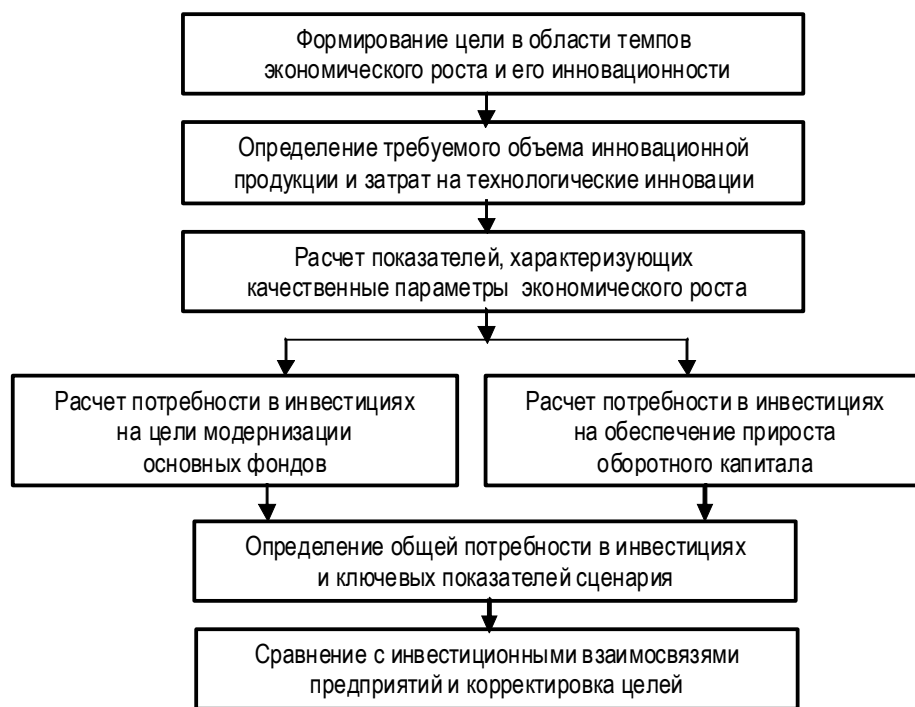 Формирование цели в области темпов
экономического роста и его инновационности
Определение требуемого объема инновационной
продукции и затрат на технологические инновации
Расчет показателей, характеризующих
качественные параметры экономического роста
Расчет потребности в инвестициях
на цели модернизации
основных фондов
Расчет потребности в инвестициях
на обеспечение прироста
оборотного капитала
Определение общей потребности в инвестициях
и ключевых показателей сценария
Сравнение с инвестиционными взаимосвязями
предприятий и корректировка целей